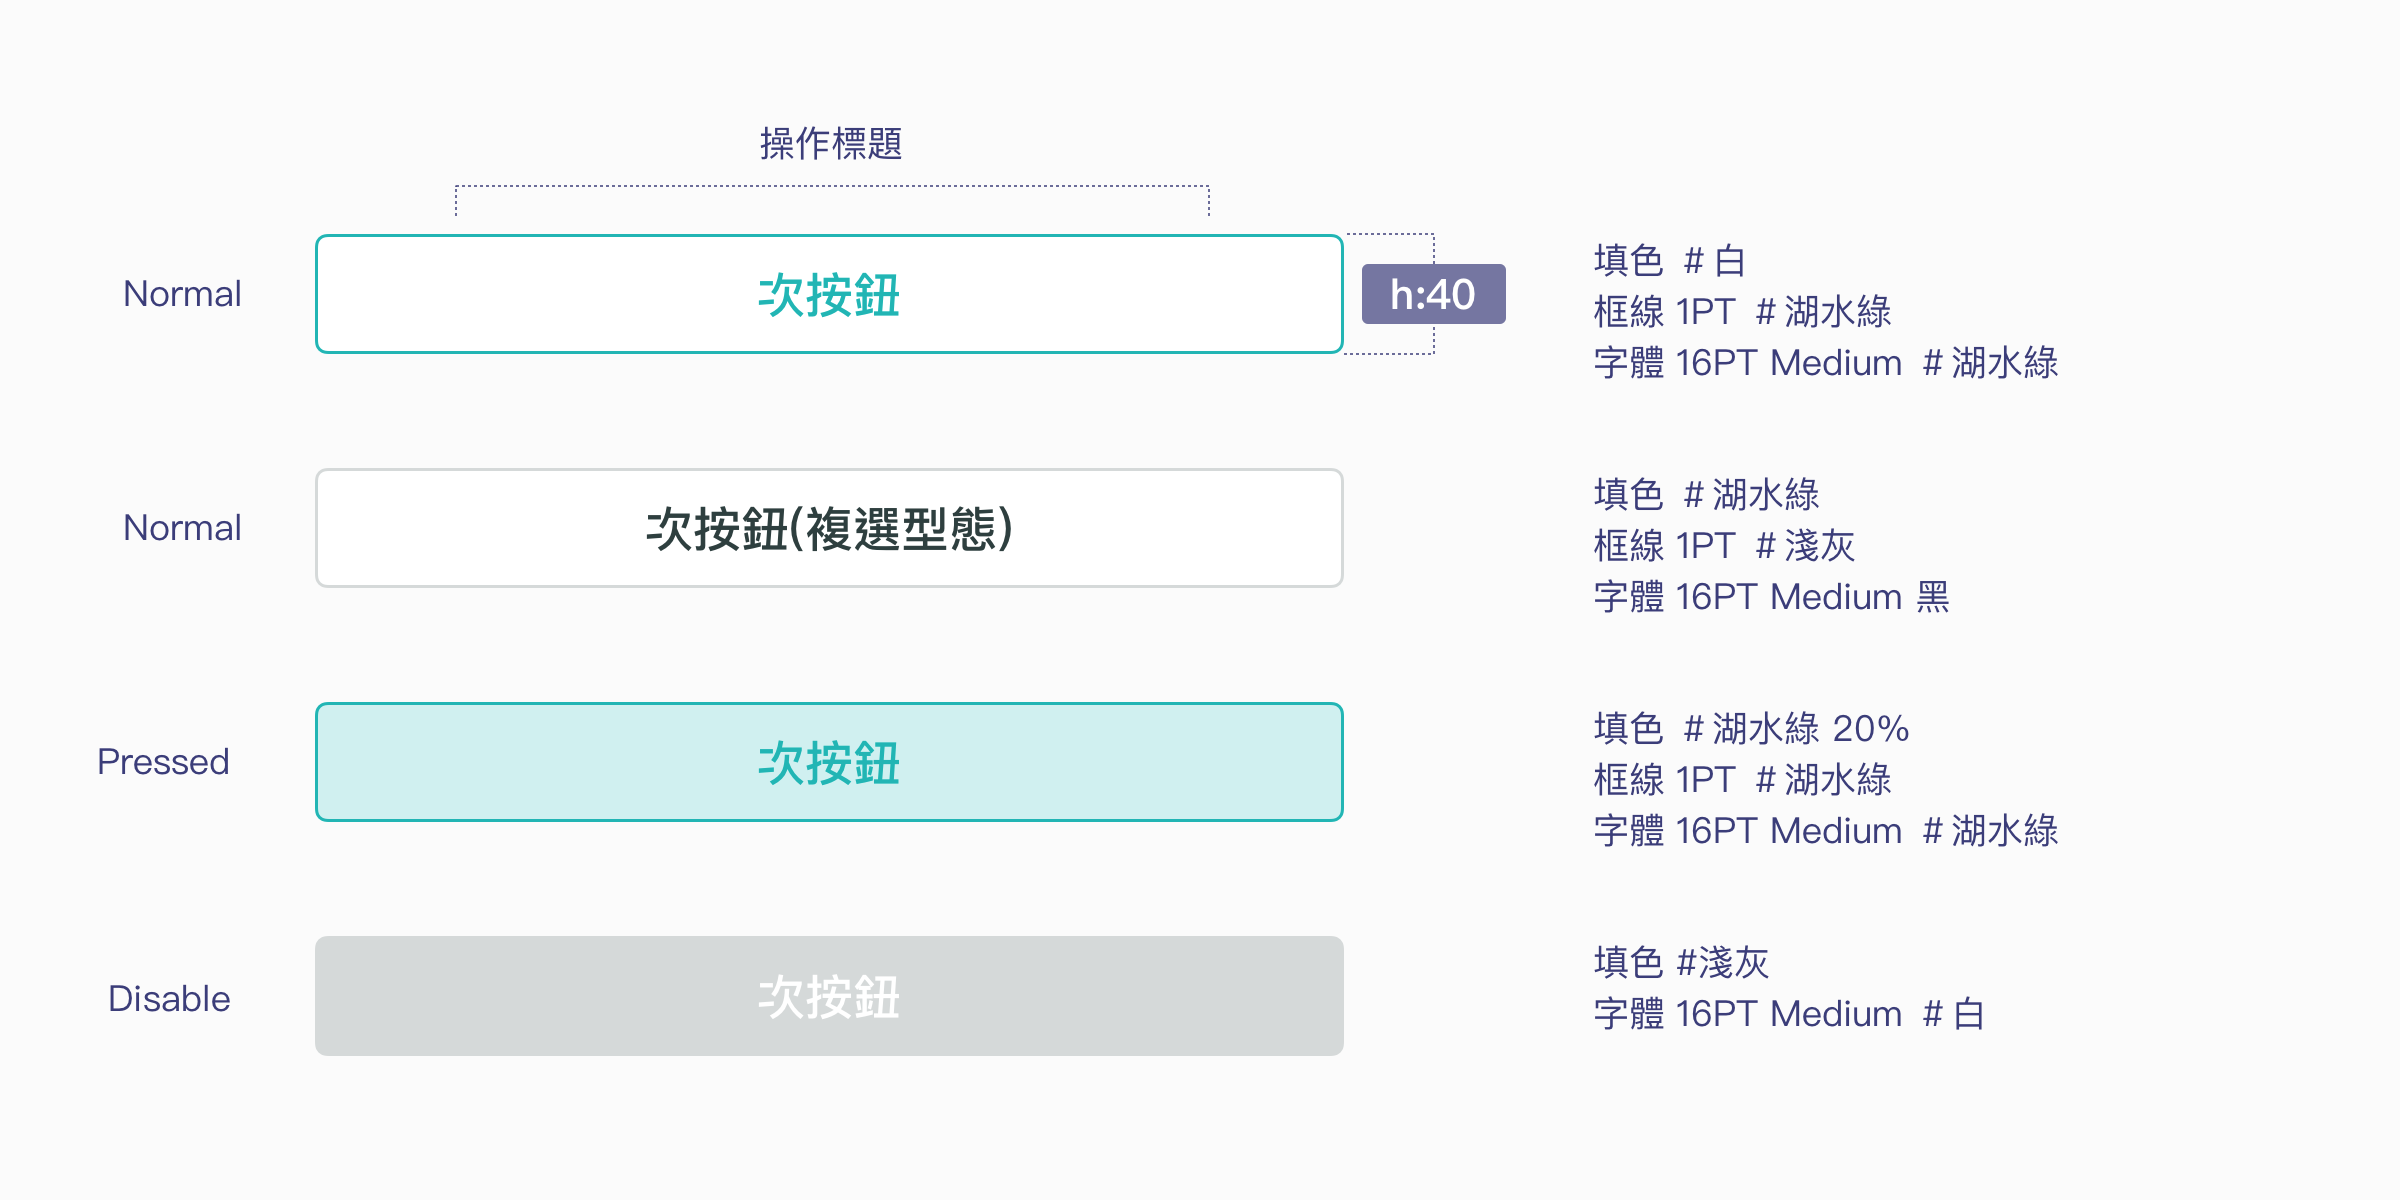 操作標題
Normal
次按鈕
h:40
填色 # 白
框線 1PT # 湖水綠
字體 16PT Medium # 湖水綠
Normal
次按鈕(複選型態)
填色 # 湖水綠
框線 1PT # 淺灰
字體 16PT Medium 黑
Pressed
次按鈕
填色 # 湖水綠 20%
框線 1PT # 湖水綠
字體 16PT Medium # 湖水綠
Disable
次按鈕
填色 #淺灰
字體 16PT Medium # 白